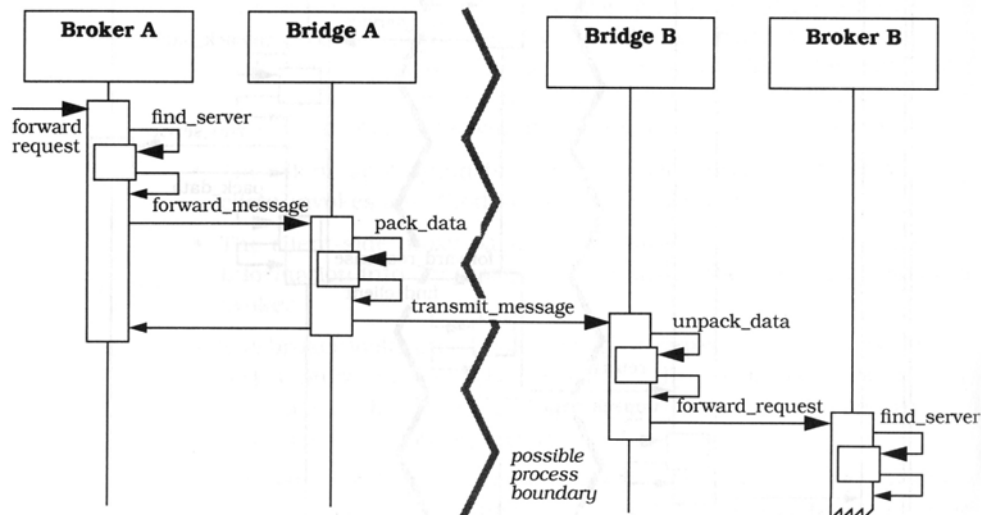 Broker A
Bridge A
Bridge B
Broker B
forward
request
find_server
forward_message
pack_data
transmit_message
unpack_data
forward_request
find_server
possible
process
boundary